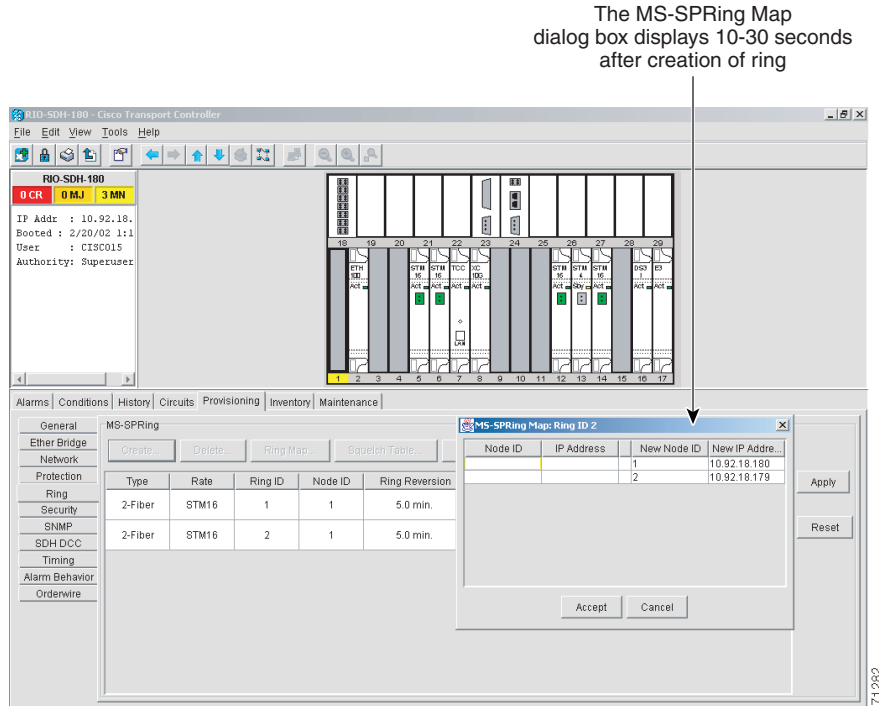 The MS-SPRing Map
dialog box displays 10-30 seconds
after creation of ring
RIO-SDH-180 - Cisco Transport Controller
File Edit View Tools Help
RIO-SDH-180
0 CR 0 MJ 3 MN
IP Addr : 10.92.18.
Booted : 2/20/02 1:1
User : CISCO15
Authority: Superuser
18 19 20 21 22 23 24 25 26 27 28 29
ETH 100 STM 16 STM 16 TCC XC 10G STM 16 STM 4 STM 16 DS3 I E3
Act Act Act Act Act Act Sby Act Act Act
LAN
1 2 3 4 5 6 7 8 9 10 11 12 13 14 15 16 17
Alarms Conditions History Circuits Provisioning Inventory Maintenance
General
Ether Bridge
Network
Protection
Ring
Security
SNMP
SDH DCC
Timing
Alarm Behavior
Orderwire
MS-SPRing
Create... Delete... Ring Map... Squelch Table...
Type Rate Ring ID Node ID Ring Reversion
2-Fiber STM16 1 1 5.0 min.
2-Fiber STM16 2 1 5.0 min.
MS-SPRing Map: Ring ID 2
Node ID IP Address New Node ID New IP Addre...
1 10.92.18.180
2 10.92.18.179
Accept Cancel
Apply
Reset
71282